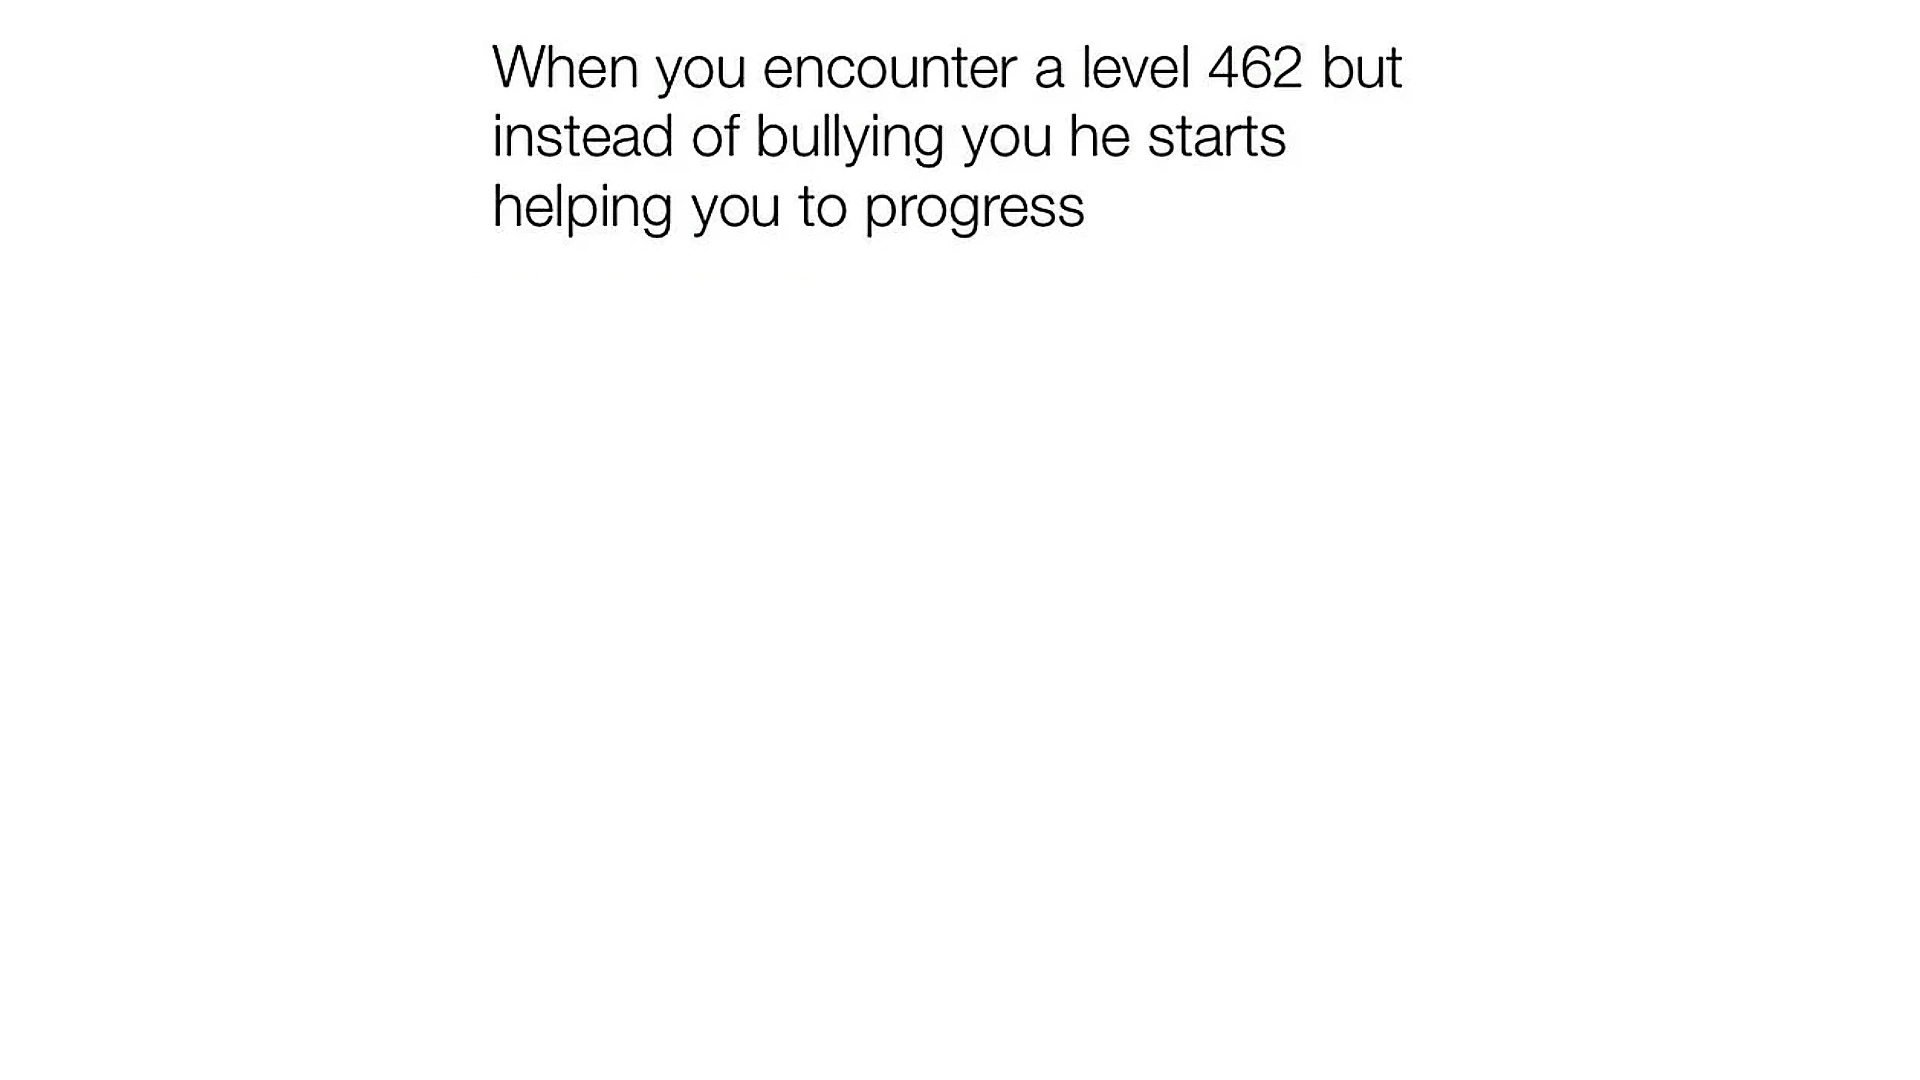 When you encounter a level 462 but
instead of bullying you he starts
helping you to progress